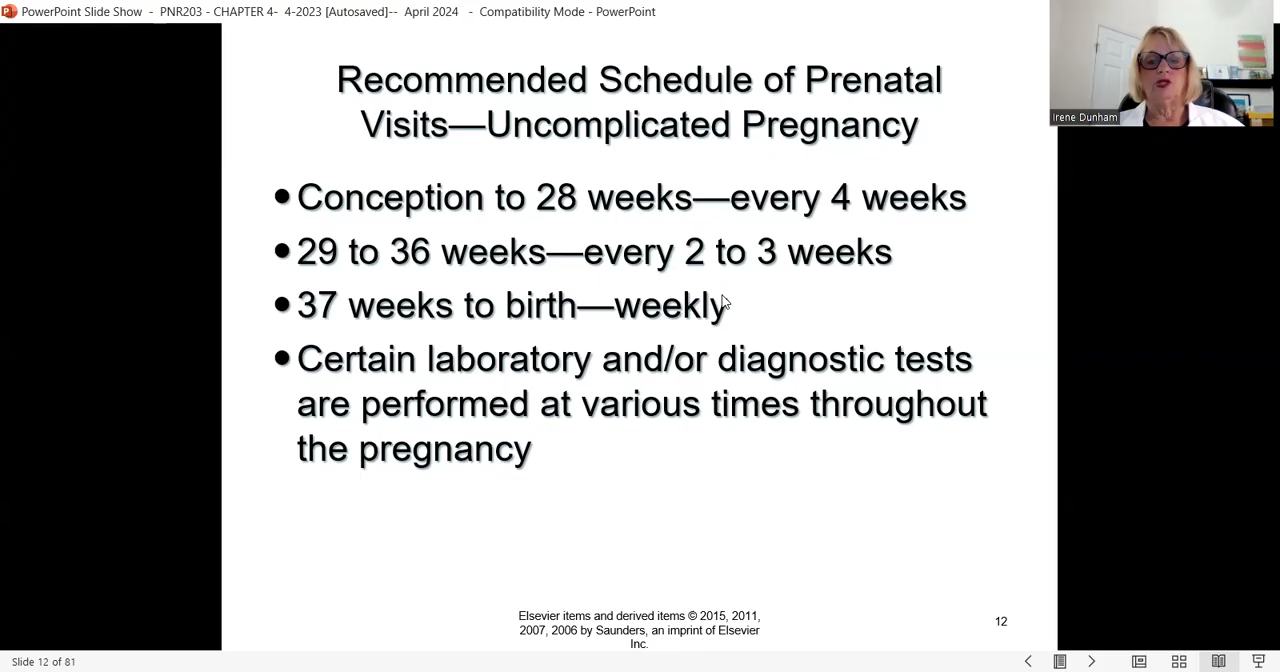 PowerPoint Slide Show - PNR203 - CHAPTER 4- 4-2023 [Autosaved]-- April 2024 - Compatibility Mode - PowerPoint
Irene Dunham
Recommended Schedule of Prenatal
Visits—Uncomplicated Pregnancy
• Conception to 28 weeks—every 4 weeks
• 29 to 36 weeks—every 2 to 3 weeks
• 37 weeks to birth—weekly
• Certain laboratory and/or diagnostic tests
are performed at various times throughout
the pregnancy
Elsevier items and derived items © 2015, 2011,
2007, 2006 by Saunders, an imprint of Elsevier
Inc.
12
Slide 12 of 81